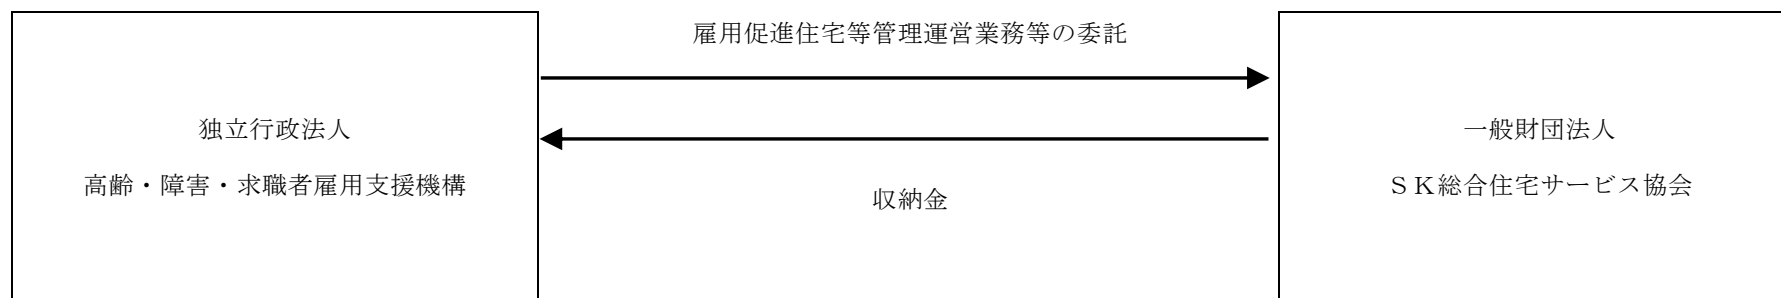 雇用促進住宅等管理運営業務等の委託
独立行政法人
高齢・障害・求職者雇用支援機構
収納金
一般財団法人
ＳＫ総合住宅サービス協会